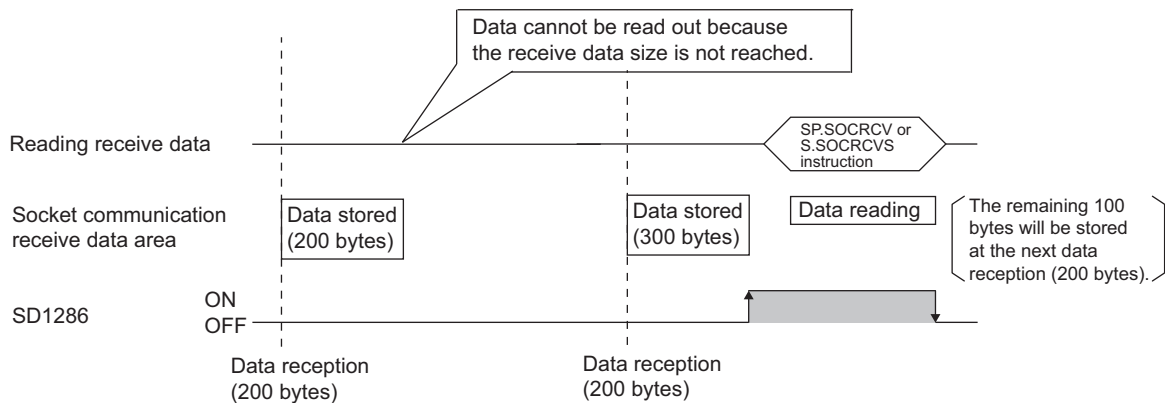 Data cannot be read out because
the receive data size is not reached.
Reading receive data
SP.SOCRCV or
S.SOCRCVS
instruction
Socket communication
receive data area
Data stored
(200 bytes)
Data stored
(300 bytes)
Data reading
The remaining 100
bytes will be stored
at the next data
reception (200 bytes).
SD1286
ON
OFF
Data reception
(200 bytes)
Data reception
(200 bytes)